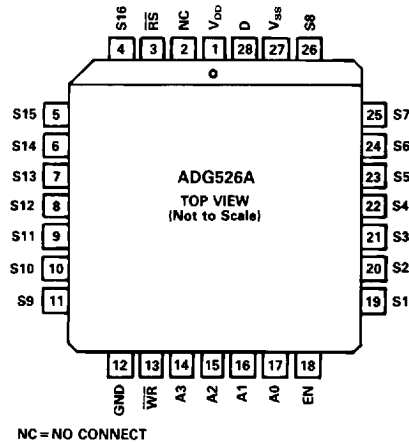 S16 R̅S̅ NC VDD D VSS S8
4 3 2 1 28 27 26
S15 5 25 S7
S14 6 24 S6
S13 7 23 S5
S12 8 22 S4
S11 9 21 S3
S10 10 20 S2
S9 11 19 S1
ADG526A
TOP VIEW
(Not to Scale)
12 13 14 15 16 17 18
GND W̅R̅ A3 A2 A1 A0 EN
NC = NO CONNECT